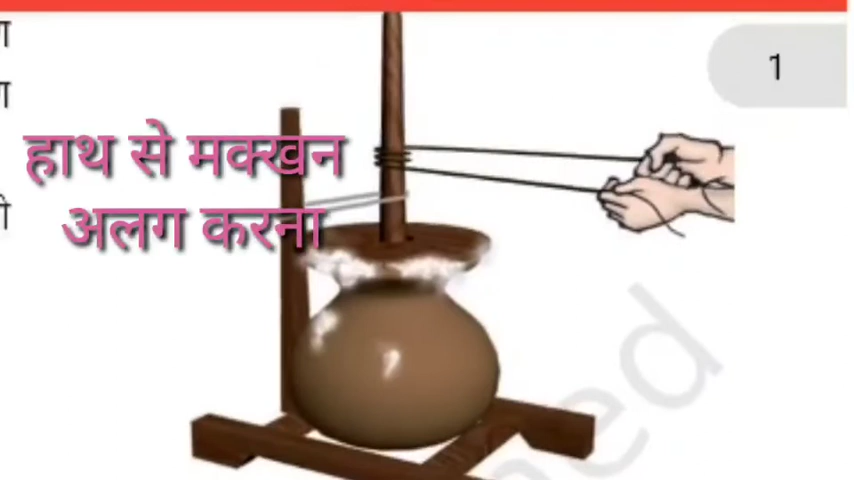 1
हाथ से मक्खन
अलग करना